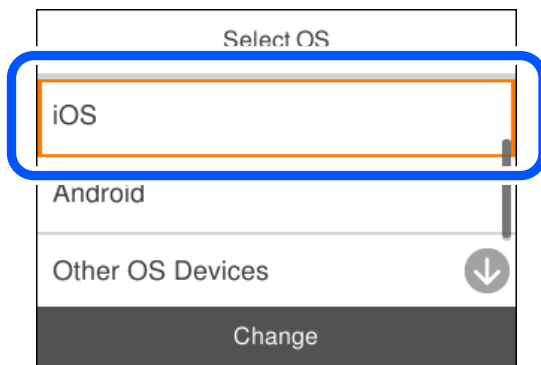 Select OS
iOS
Android
Other OS Devices
Change